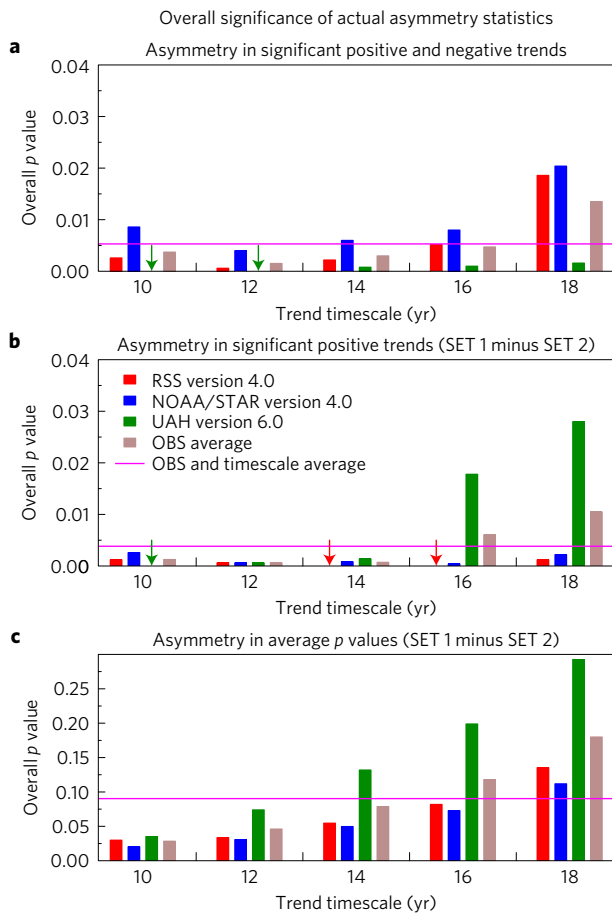 Overall significance of actual asymmetry statistics
a
Asymmetry in significant positive and negative trends
Overall p value
0.04
0.03
0.02
0.01
0.00
10 12 14 16 18
Trend timescale (yr)
b
Asymmetry in significant positive trends (SET 1 minus SET 2)
Overall p value
0.04
0.03
0.02
0.01
0.00
RSS version 4.0
NOAA/STAR version 4.0
UAH version 6.0
OBS average
OBS and timescale average
10 12 14 16 18
Trend timescale (yr)
c
Asymmetry in average p values (SET 1 minus SET 2)
Overall p value
0.25
0.20
0.15
0.10
0.05
0.00
10 12 14 16 18
Trend timescale (yr)